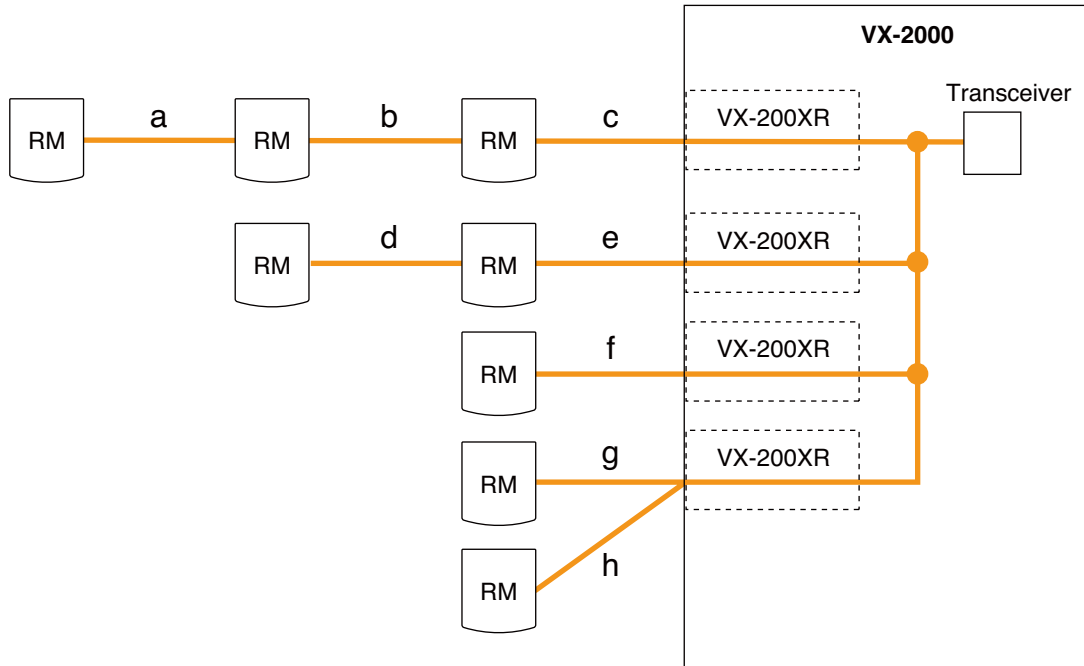 VX-2000
Transceiver
a b c VX-200XR
RM RM RM
d e VX-200XR
RM RM
f VX-200XR
RM
g VX-200XR
RM
h
RM